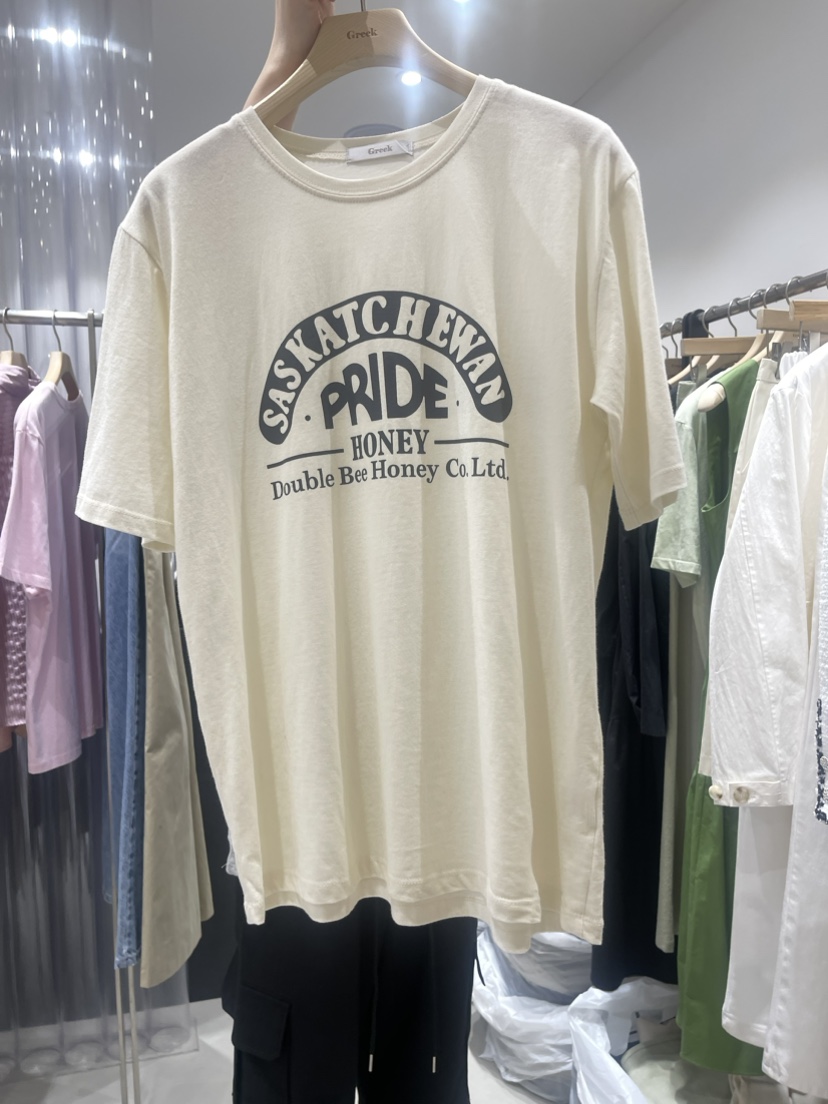 Greek
Greek
SASKATCHEWAN
· PRIDE ·
HONEY
Double Bee Honey Co. Ltd.